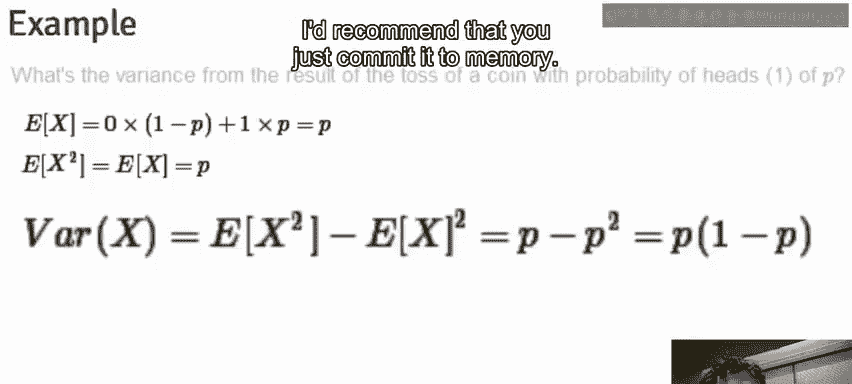 Example
I'd recommend that you
just commit it to memory.
What's the variance from the result of the toss of a coin with probability of heads (1) of p?
E[X] = 0 × (1 − p) + 1 × p = p
E[X²] = E[X] = p
Var(X) = E[X²] − E[X]² = p − p² = p(1 − p)